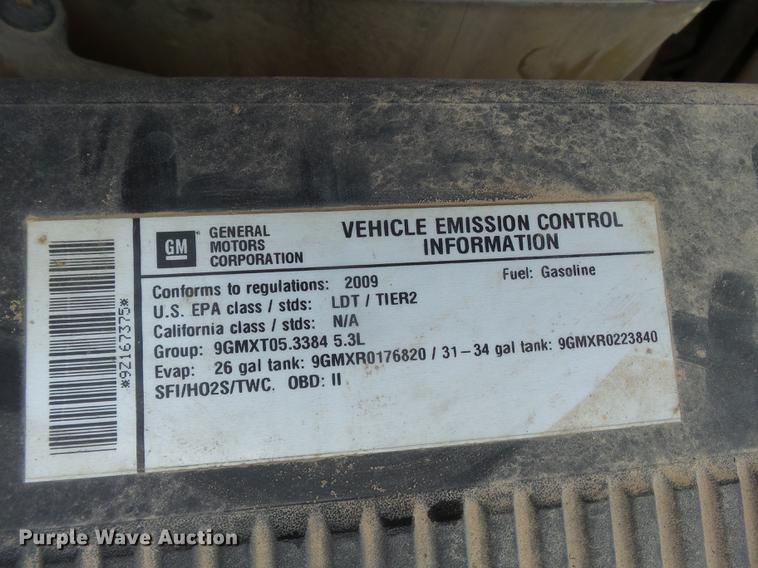 *9Z167375*
GM
GENERAL
MOTORS
CORPORATION
VEHICLE EMISSION CONTROL
INFORMATION
Conforms to regulations: 2009
Fuel: Gasoline
U.S. EPA class / stds: LDT / TIER2
California class / stds: N/A
Group: 9GMXT05.3384 5.3L
Evap: 26 gal tank: 9GMXR0176820 / 31-34 gal tank: 9GMXR0223840
SFI/HO2S/TWC. OBD: II
Purple Wave Auction